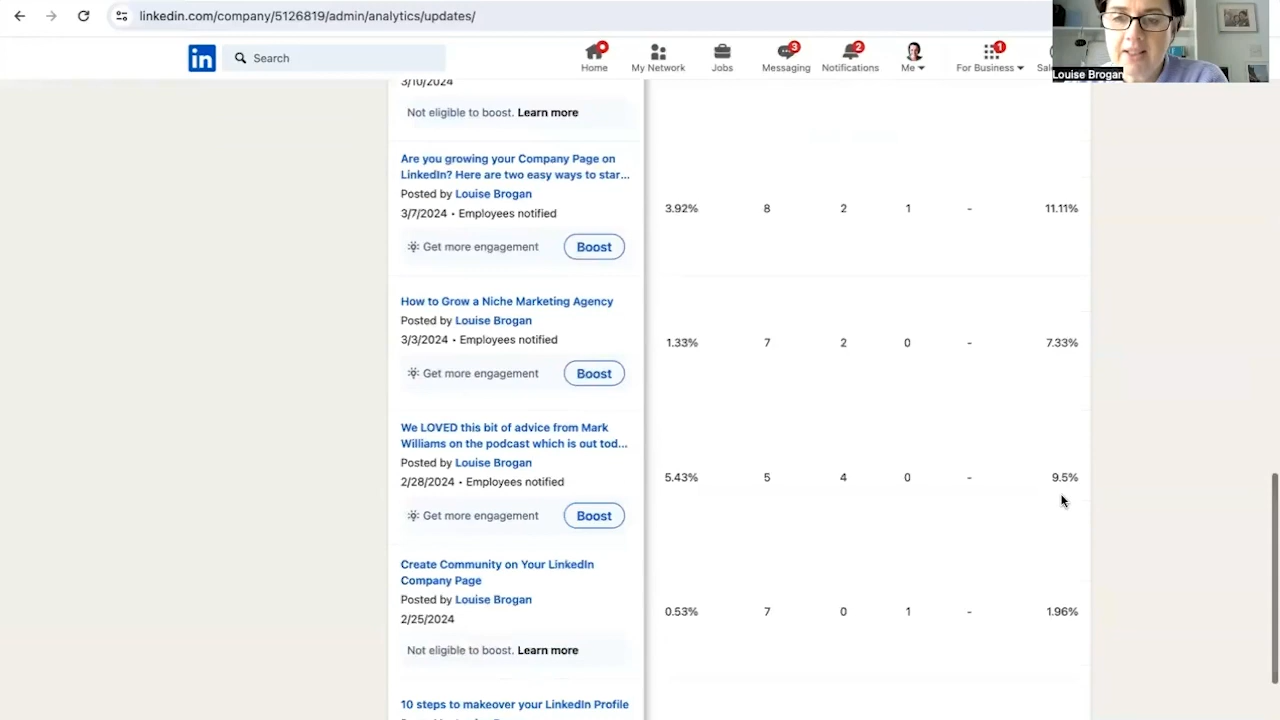 linkedin.com/company/5126819/admin/analytics/updates/
in
Search
Home
My Network
Jobs
3
Messaging
2
Notifications
Me
1
For Business
Louise Brogan
3/10/2024
Not eligible to boost. Learn more
Are you growing your Company Page on
LinkedIn? Here are two easy ways to star...
Posted by Louise Brogan
3/7/2024 • Employees notified
Get more engagement
Boost
3.92% 8 2 1 - 11.11%
How to Grow a Niche Marketing Agency
Posted by Louise Brogan
3/3/2024 • Employees notified
Get more engagement
Boost
1.33% 7 2 0 - 7.33%
We LOVED this bit of advice from Mark
Williams on the podcast which is out tod...
Posted by Louise Brogan
2/28/2024 • Employees notified
Get more engagement
Boost
5.43% 5 4 0 - 9.5%
Create Community on Your LinkedIn
Company Page
Posted by Louise Brogan
2/25/2024
Not eligible to boost. Learn more
0.53% 7 0 1 - 1.96%
10 steps to makeover your LinkedIn Profile